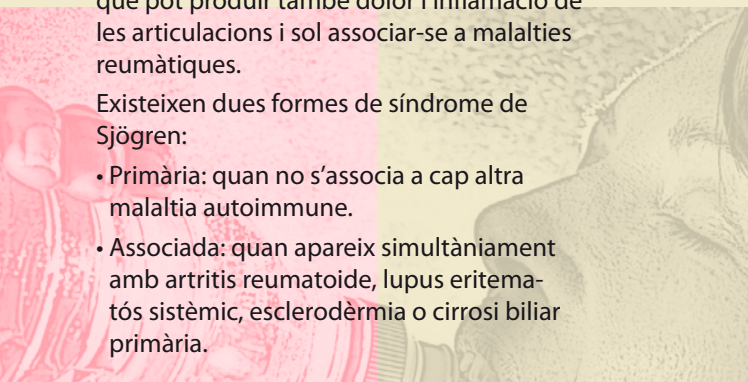 que pot produir també dolor i inflamació de
les articulacions i sol associar-se a malalties
reumàtiques.
Existeixen dues formes de síndrome de
Sjögren:
• Primària: quan no s’associa a cap altra
malaltia autoimmune.
• Associada: quan apareix simultàniament
amb artritis reumatoide, lupus eritema-
tós sistèmic, esclerodèrmia o cirrosi biliar
primària.